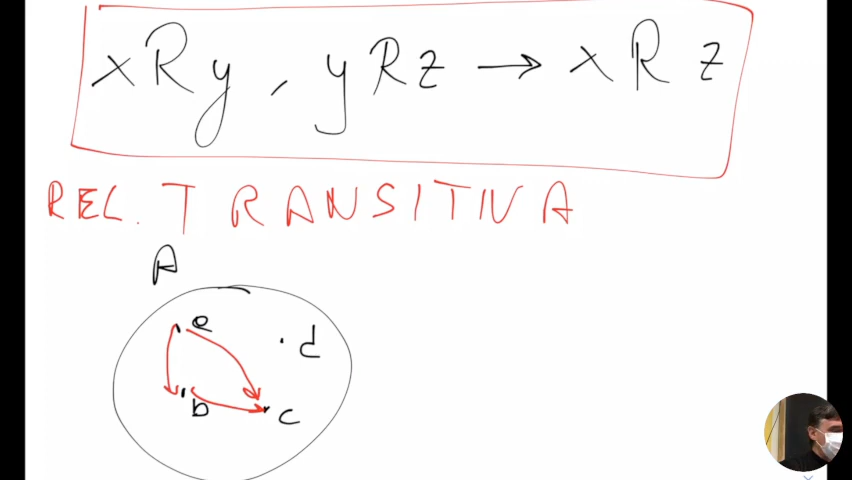 xRy, yRz → xRz
REL. TRANSITIVA
A
a
d
b
c